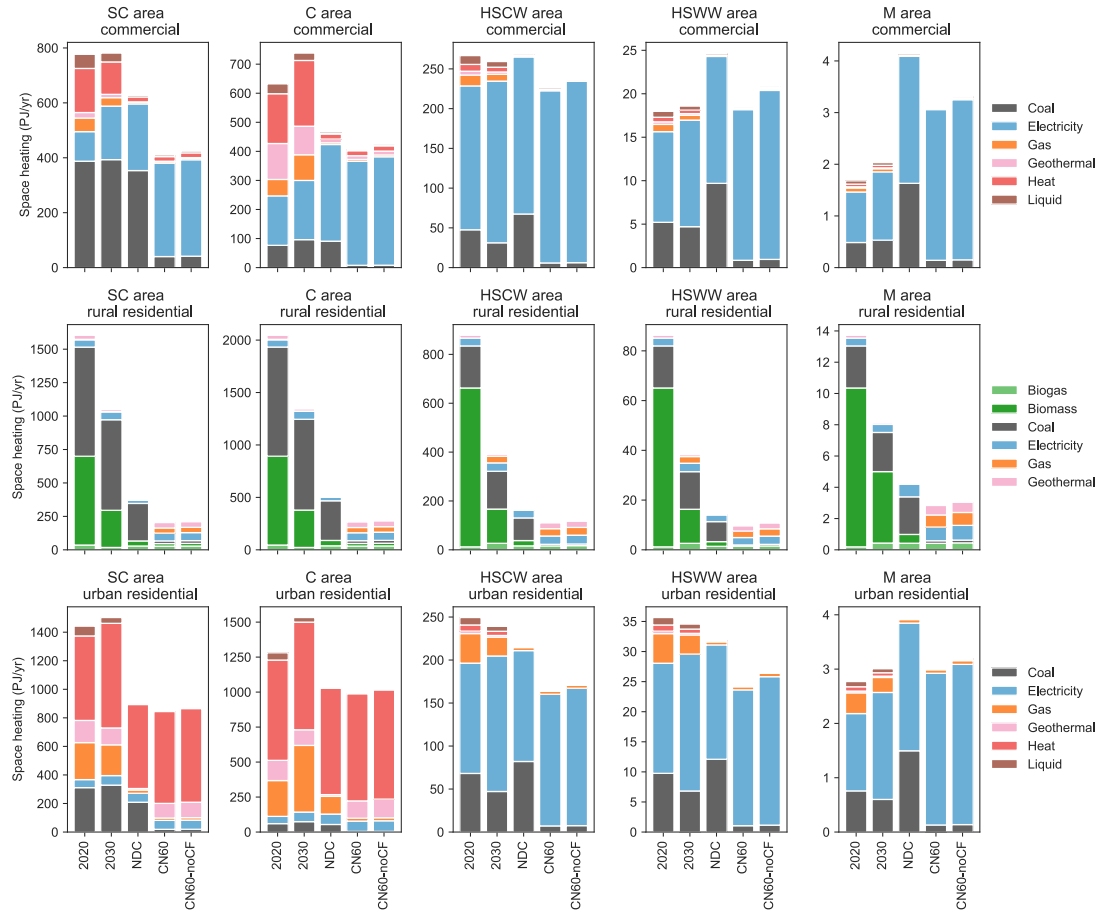 SC area
commercial
C area
commercial
HSCW area
commercial
HSWW area
commercial
M area
commercial
Space heating (PJ/yr)
800
600
400
200
0
700
600
500
400
300
200
100
0
250
200
150
100
50
0
25
20
15
10
5
0
4
3
2
1
0
Coal
Electricity
Gas
Geothermal
Heat
Liquid
SC area
rural residential
C area
rural residential
HSCW area
rural residential
HSWW area
rural residential
M area
rural residential
Space heating (PJ/yr)
1500
1250
1000
750
500
250
0
2000
1500
1000
500
0
800
600
400
200
0
80
60
40
20
0
14
12
10
8
6
4
2
0
Biogas
Biomass
Coal
Electricity
Gas
Geothermal
SC area
urban residential
C area
urban residential
HSCW area
urban residential
HSWW area
urban residential
M area
urban residential
Space heating (PJ/yr)
1400
1200
1000
800
600
400
200
0
1500
1250
1000
750
500
250
0
250
200
150
100
50
0
35
30
25
20
15
10
5
0
4
3
2
1
0
Coal
Electricity
Gas
Geothermal
Heat
Liquid
2020
2030
NDC
CN60
CN60-noCF
2020
2030
NDC
CN60
CN60-noCF
2020
2030
NDC
CN60
CN60-noCF
2020
2030
NDC
CN60
CN60-noCF
2020
2030
NDC
CN60
CN60-noCF